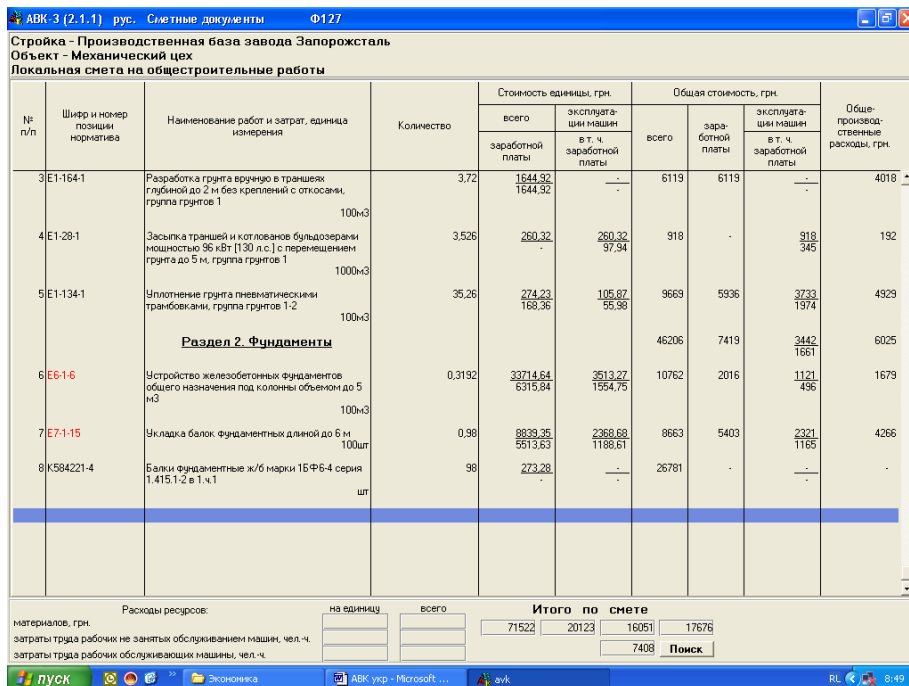 АВК-3 (2.1.1) рус. Сметные документы Ф127
Стройка - Производственная база завода Запорожсталь
Объект - Механический цех
Локальная смета на общестроительные работы
№ п/п
Шифр и номер позиции норматива
Наименование работ и затрат, единица измерения
Количество
Стоимость единицы, грн.
всего
заработной платы
эксплуата-
ции машин
в т. ч. заработной платы
Общая стоимость, грн.
всего
зара-
ботной
платы
эксплуата-
ции машин
в т. ч. заработной платы
Обще-
производ-
ственные
расходы, грн.
3 Е1-164-1 Разработка грунта вручную в траншеях 3,72 1644,92 - 6119 6119 - 4018
глубиной до 2 м без креплений с откосами, 1644,92 - -
группа грунтов 1
100м3
4 Е1-28-1 Засыпка траншей и котлованов бульдозерами 3,526 260,32 260,32 918 - 918 192
мощностью 96 кВт [130 л.с.] с перемещением - 97,94 345
грунта до 5 м, группа грунтов 1
1000м3
5 Е1-134-1 Уплотнение грунта пневматическими 35,26 274,23 105,87 9669 5936 3733 4929
трамбовками, группа грунтов 1-2 168,36 55,98 1974
100м3
Раздел 2. Фундаменты 46206 7419 3442 6025
1661
6 Е6-1-6 Устройство железобетонных фундаментов 0,3192 33714,64 3513,27 10762 2016 1121 1679
общего назначения под колонны объемом до 5 6315,84 1554,75 496
м3
100м3
7 Е7-1-15 Укладка балок фундаментных длиной до 6 м 0,98 8839,35 2368,68 8663 5403 2321 4266
100шт 5513,63 1188,61 1165
8 К584221-4 Балки фундаментные ж/б марки 1БФ6-4 серия 98 273,28 - 26781 - - -
1.415.1-2 в 1.ч.1 - - -
шт
Расходы ресурсов: на единицу всего Итого по смете
материалов, грн. 71522 20123 16051 17676
затраты труда рабочих не занятых обслуживанием машин, чел.-ч.
затраты труда рабочих обслуживающих машины, чел.-ч. 7408 Поиск
пуск Экономика АВК укр - Microsoft ... avk RL 8:49